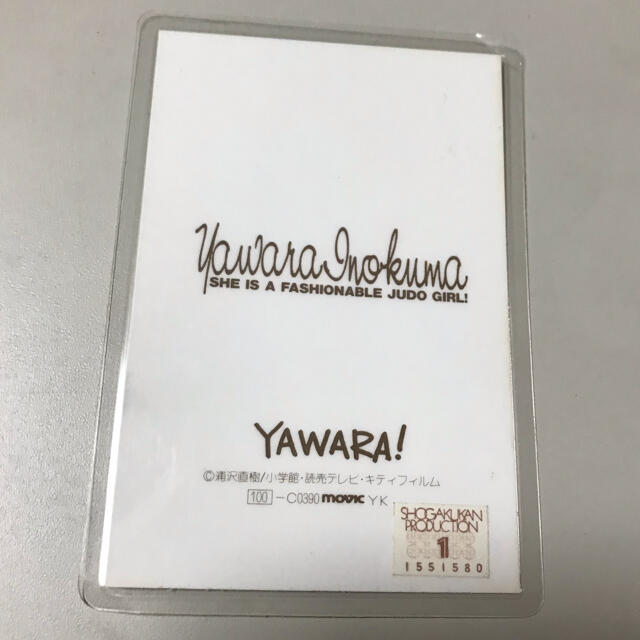 Yawara Inokuma
SHE IS A FASHIONABLE JUDO GIRL!
YAWARA!
©浦沢直樹/小学館・読売テレビ・キティフィルム
100-C0390 movic YK
SHOGAKUKAN
PRODUCTION
1
1551580